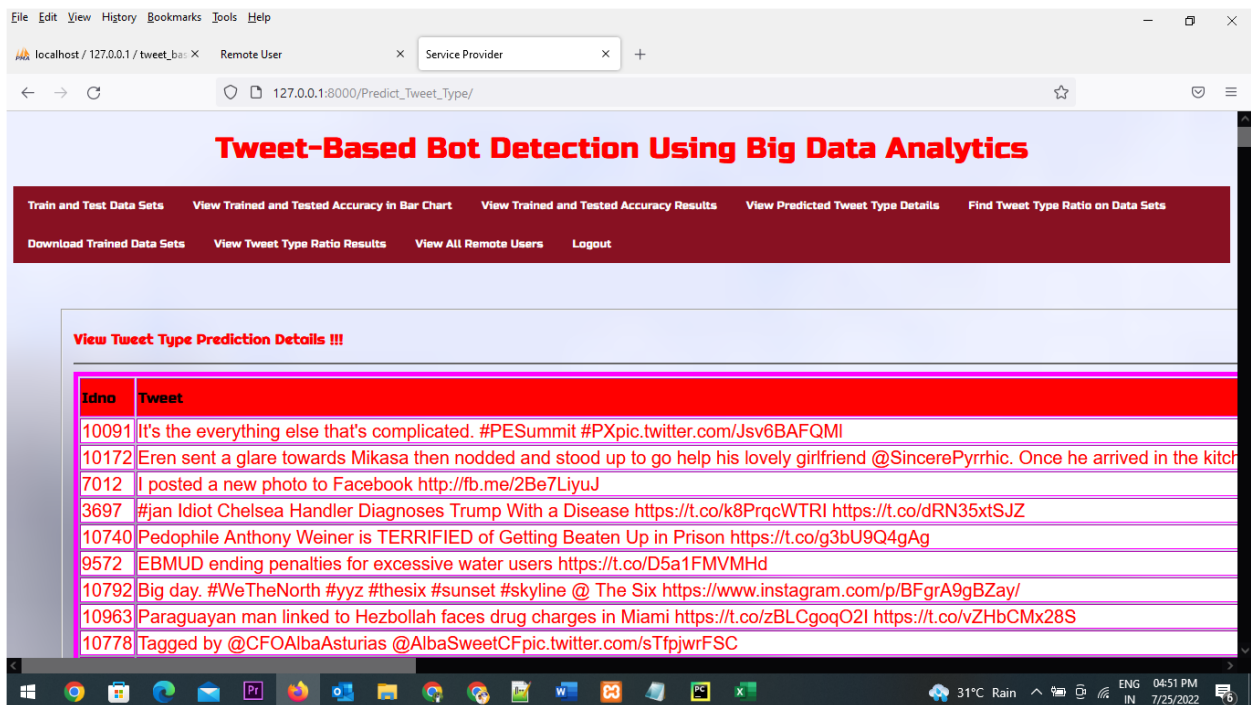 File Edit View History Bookmarks Tools Help
localhost / 127.0.0.1 / tweet_bas
Remote User
Service Provider
127.0.0.1:8000/Predict_Tweet_Type/
Tweet-Based Bot Detection Using Big Data Analytics
Train and Test Data Sets View Trained and Tested Accuracy in Bar Chart View Trained and Tested Accuracy Results View Predicted Tweet Type Details Find Tweet Type Ratio on Data Sets
Download Trained Data Sets View Tweet Type Ratio Results View All Remote Users Logout
View Tweet Type Prediction Details !!!
Idno Tweet
10091 It's the everything else that's complicated. #PESummit #PXpic.twitter.com/Jsv6BAFQMl
10172 Eren sent a glare towards Mikasa then nodded and stood up to go help his lovely girlfriend @SincerePyrrhic. Once he arrived in the kitch
7012 I posted a new photo to Facebook http://fb.me/2Be7LiyuJ
3697 #jan Idiot Chelsea Handler Diagnoses Trump With a Disease https://t.co/k8PrqcWTRI https://t.co/dRN35xtSJZ
10740 Pedophile Anthony Weiner is TERRIFIED of Getting Beaten Up in Prison https://t.co/g3bU9Q4gAg
9572 EBMUD ending penalties for excessive water users https://t.co/D5a1FMVMHd
10792 Big day. #WeTheNorth #yyz #thesix #sunset #skyline @ The Six https://www.instagram.com/p/BFgrA9gBZay/
10963 Paraguayan man linked to Hezbollah faces drug charges in Miami https://t.co/zBLCgoqO2I https://t.co/vZHbCMx28S
10778 Tagged by @CFOAlbaAsturias @AlbaSweetCFpic.twitter.com/sTfpjwrFSC
31°C Rain
ENG
IN
04:51 PM
7/25/2022